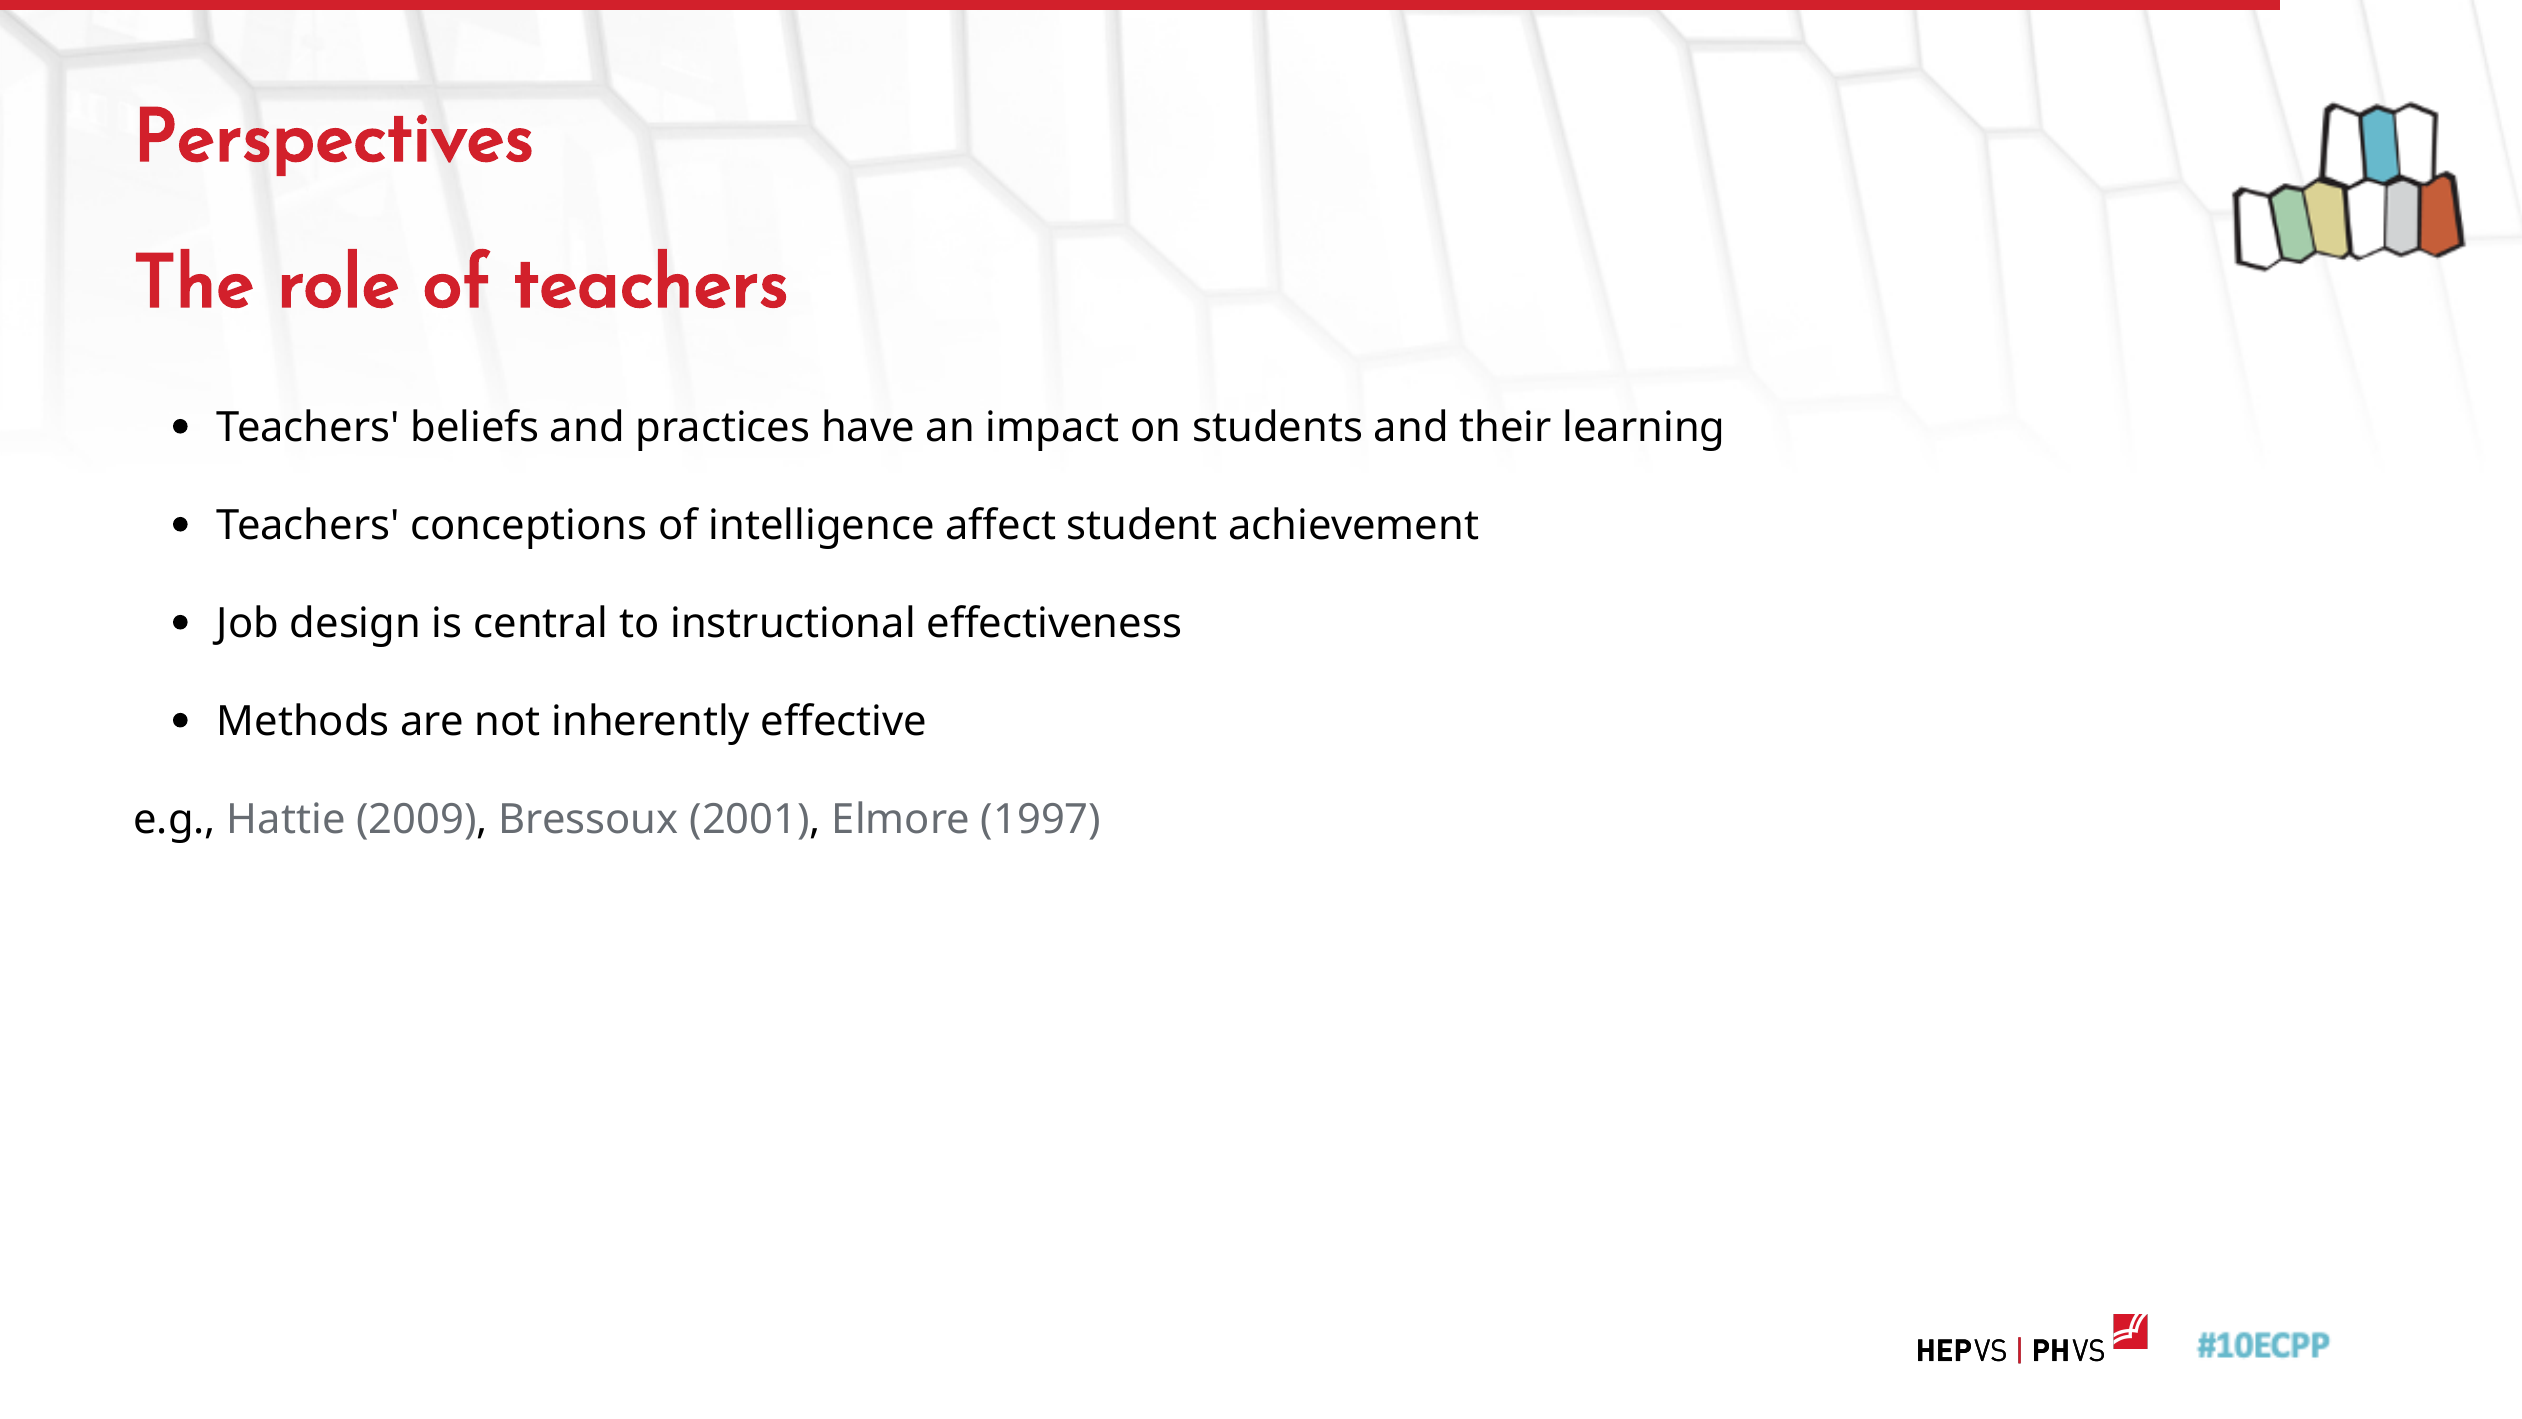 Perspectives
The role of teachers
• Teachers' beliefs and practices have an impact on students and their learning
• Teachers' conceptions of intelligence affect student achievement
• Job design is central to instructional effectiveness
• Methods are not inherently effective
e.g., Hattie (2009), Bressoux (2001), Elmore (1997)
HEPVS | PHVS
#10ECPP